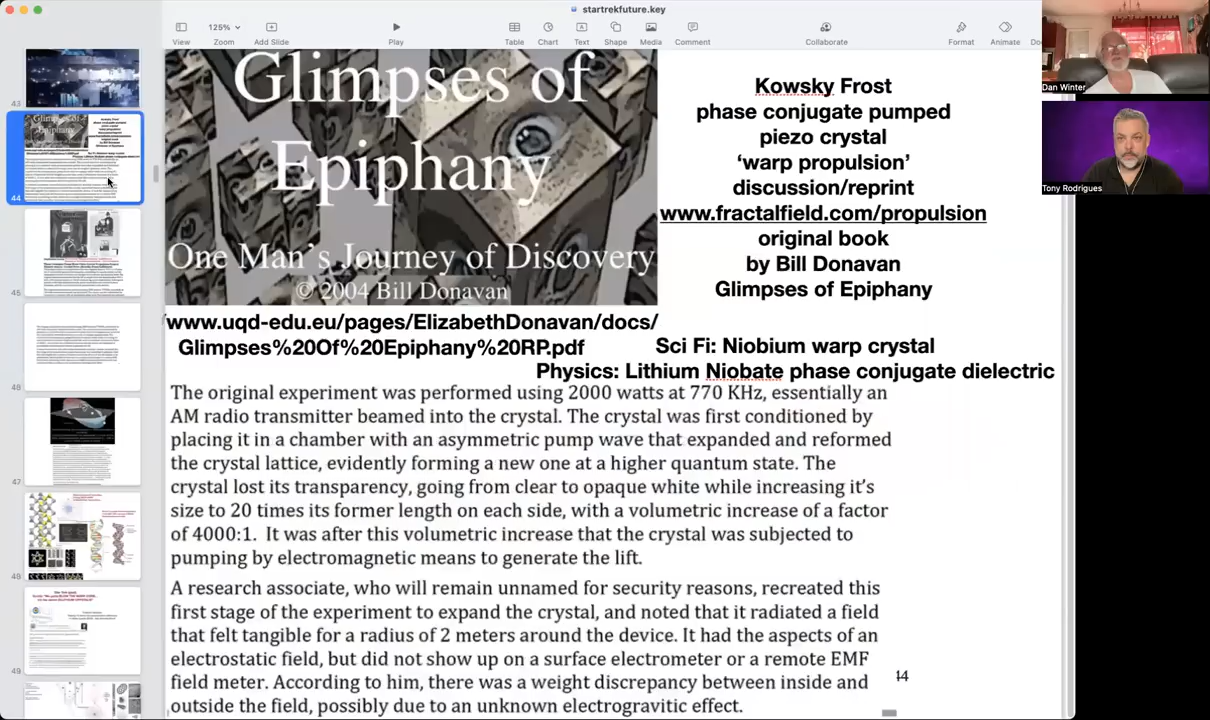 startrekfuture.key
125%
View
Zoom
Add Slide
Play
Table
Chart
Text
Shape
Media
Comment
Collaborate
Format
Animate
Dan Winter
Tony Rodrigues
43
44
45
46
47
48
49
Glimpses of
Epiphany
One Man's Journey of Discovery
© 2004 Bill Donavan
Kowsky Frost
phase conjugate pumped
piezo crystal
‘warp propulsion’
discussion/reprint
www.fractalfield.com/propulsion
original book
by Bill Donavan
Glimpses of Epiphany
/www.uqd-edu.eu/pages/ElizabethDonavan/docs/
Glimpses%20Of%20Epiphany%20RP.pdf
Sci Fi: Niobium warp crystal
Physics: Lithium Niobate phase conjugate dielectric
The original experiment was performed using 2000 watts at 770 KHz, essentially an
AM radio transmitter beamed into the crystal. The crystal was first conditioned by
placing it in a chamber with an asymmetric pump wave that expanded and reformed
the crystal lattice, evidently forming a new one at a higher quantum state. The
crystal lost its transparency, going from clear to opaque white while increasing it's
size to 20 times its former length on each side, with a volumetric increase of a factor
of 4000:1. It was after this volumetric increase that the crystal was subjected to
pumping by electromagnetic means to generate the lift.
A research associate, who will remain unnamed for security reasons, recreated this
first stage of the experiment to expand the crystal, and noted that it radiated a field
that felt tangible for a radius of 2 meters around the device. It had the aspects of an
electrostatic field, but did not show up on a surface electrometer or a remote EMF
field meter. According to him, there was a weight discrepancy between inside and
outside the field, possibly due to an unknown electrogravitic effect.
14